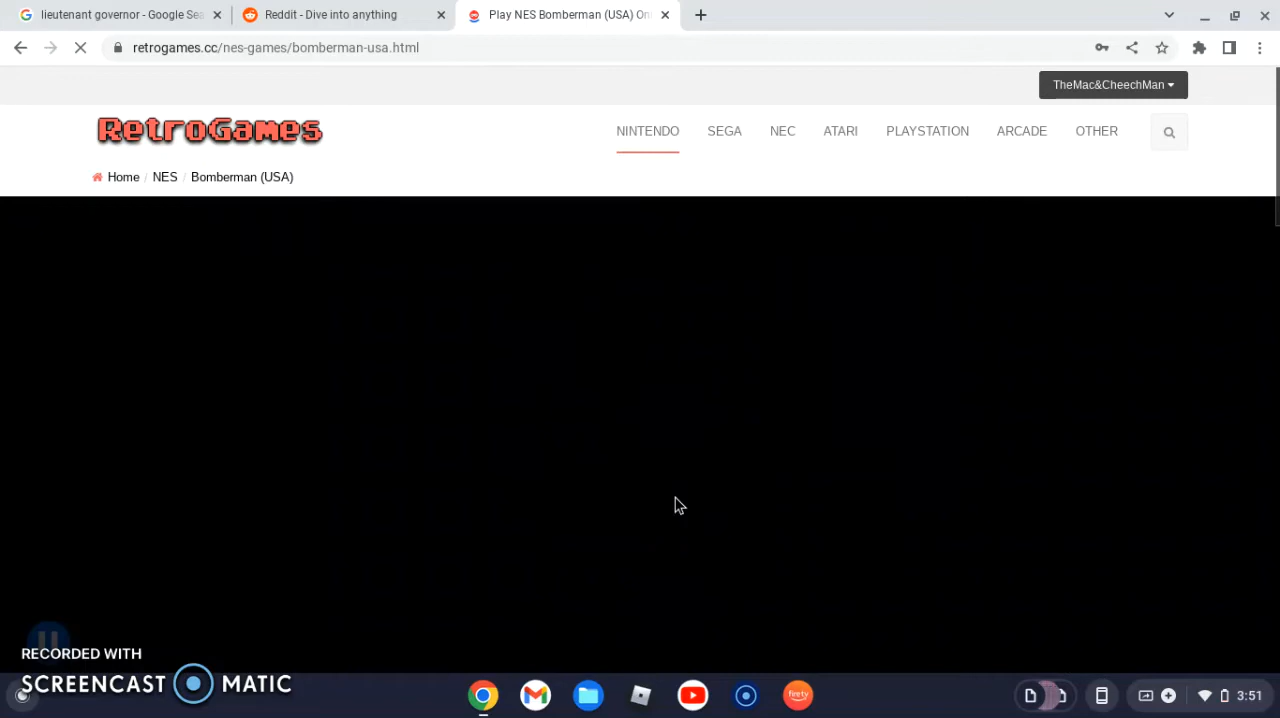 lieutenant governor - Google Sea
Reddit - Dive into anything
Play NES Bomberman (USA) On
retrogames.cc/nes-games/bomberman-usa.html
TheMac&CheechMan
RetroGames
NINTENDO SEGA NEC ATARI PLAYSTATION ARCADE OTHER
Home / NES / Bomberman (USA)
RECORDED WITH
SCREENCAST MATIC
firety
3:51